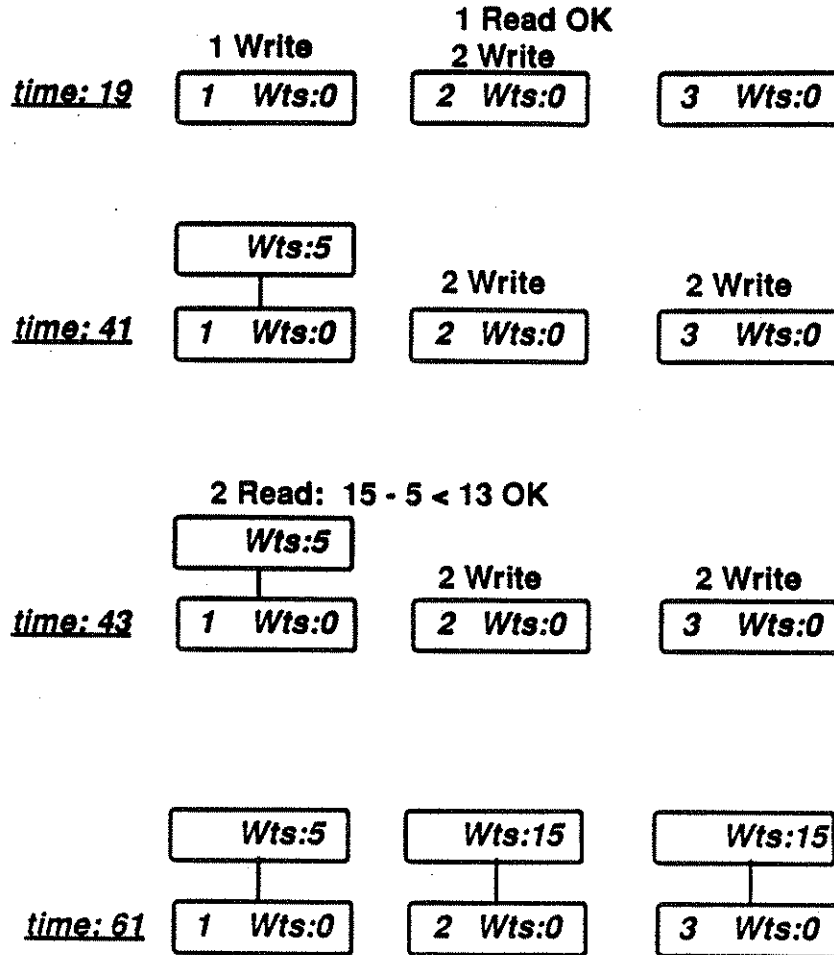 1 Read OK
1 Write 2 Write
time: 19 1 Wts:0 2 Wts:0 3 Wts:0
Wts:5
2 Write 2 Write
time: 41 1 Wts:0 2 Wts:0 3 Wts:0
2 Read: 15 - 5 < 13 OK
Wts:5
2 Write 2 Write
time: 43 1 Wts:0 2 Wts:0 3 Wts:0
Wts:5 Wts:15 Wts:15
time: 61 1 Wts:0 2 Wts:0 3 Wts:0